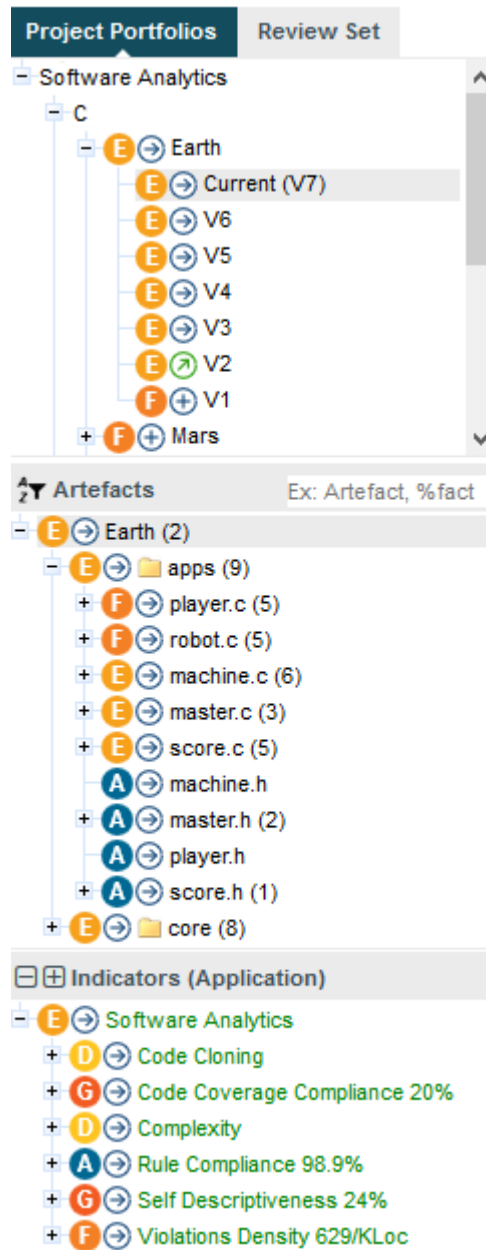 Project Portfolios Review Set
Software Analytics
C
E Earth
E Current (V7)
E V6
E V5
E V4
E V3
E V2
F V1
F Mars
Artefacts Ex: Artefact, %fact
E Earth (2)
E apps (9)
F player.c (5)
F robot.c (5)
E machine.c (6)
E master.c (3)
E score.c (5)
A machine.h
A master.h (2)
A player.h
A score.h (1)
E core (8)
Indicators (Application)
E Software Analytics
D Code Cloning
G Code Coverage Compliance 20%
D Complexity
A Rule Compliance 98.9%
G Self Descriptiveness 24%
F Violations Density 629/KLoc